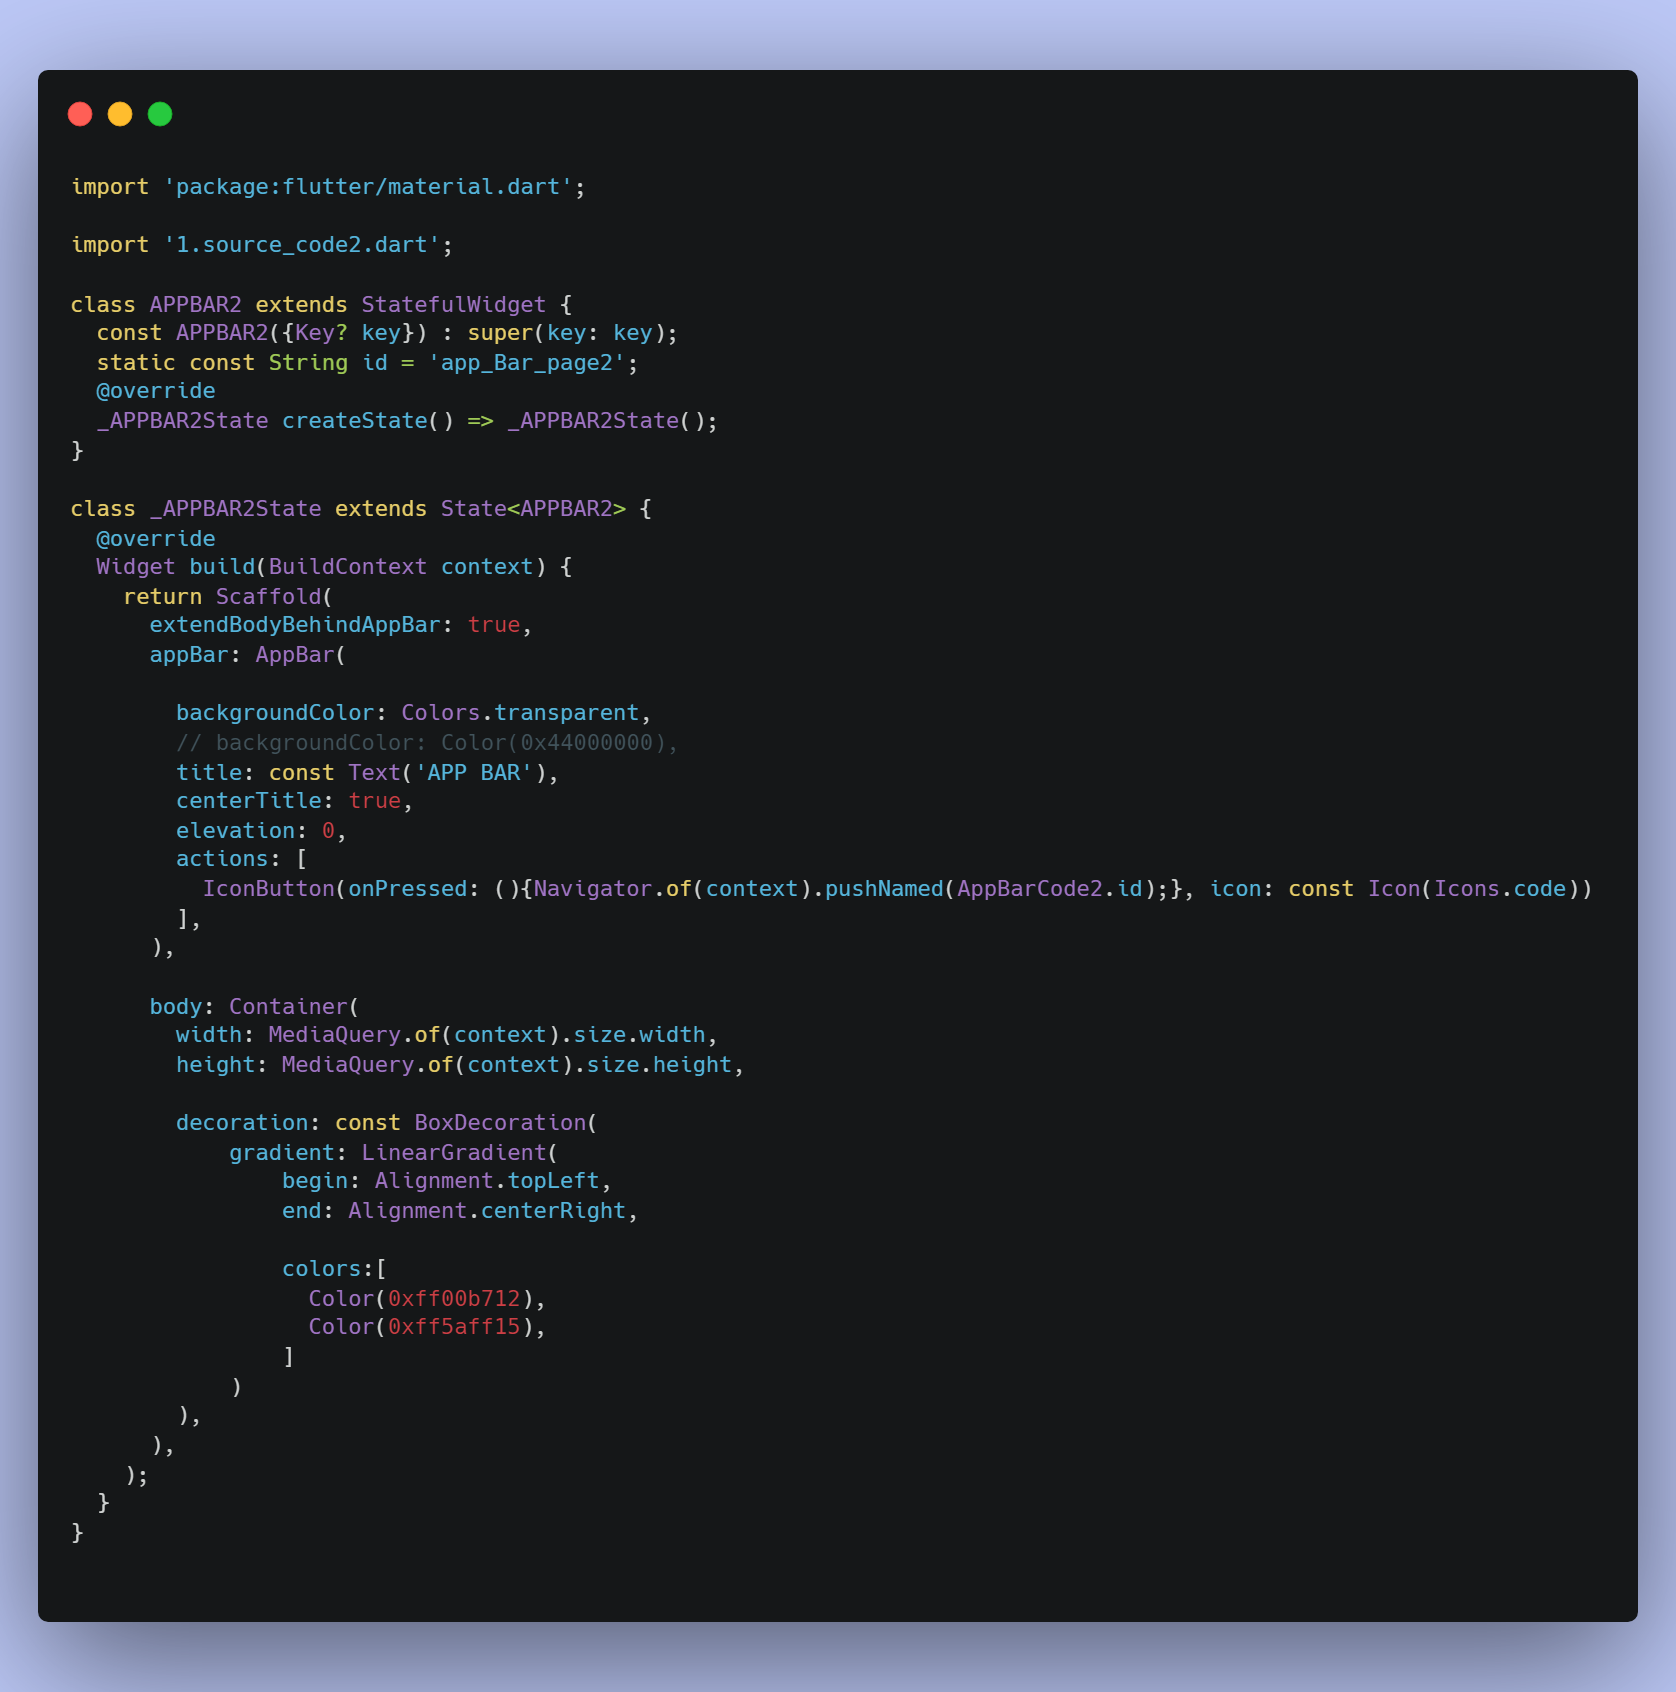 import 'package:flutter/material.dart';

import '1.source_code2.dart';

class APPBAR2 extends StatefulWidget {
  const APPBAR2({Key? key}) : super(key: key);
  static const String id = 'app_Bar_page2';
  @override
  _APPBAR2State createState() => _APPBAR2State();
}

class _APPBAR2State extends State<APPBAR2> {
  @override
  Widget build(BuildContext context) {
    return Scaffold(
      extendBodyBehindAppBar: true,
      appBar: AppBar(

        backgroundColor: Colors.transparent,
        // backgroundColor: Color(0x44000000),
        title: const Text('APP BAR'),
        centerTitle: true,
        elevation: 0,
        actions: [
          IconButton(onPressed: (){Navigator.of(context).pushNamed(AppBarCode2.id);}, icon: const Icon(Icons.code))
        ],
      ),

      body: Container(
        width: MediaQuery.of(context).size.width,
        height: MediaQuery.of(context).size.height,

        decoration: const BoxDecoration(
            gradient: LinearGradient(
                begin: Alignment.topLeft,
                end: Alignment.centerRight,

                colors:[
                  Color(0xff00b712),
                  Color(0xff5aff15),
                ]
            )
        ),
      ),
    );
  }
}